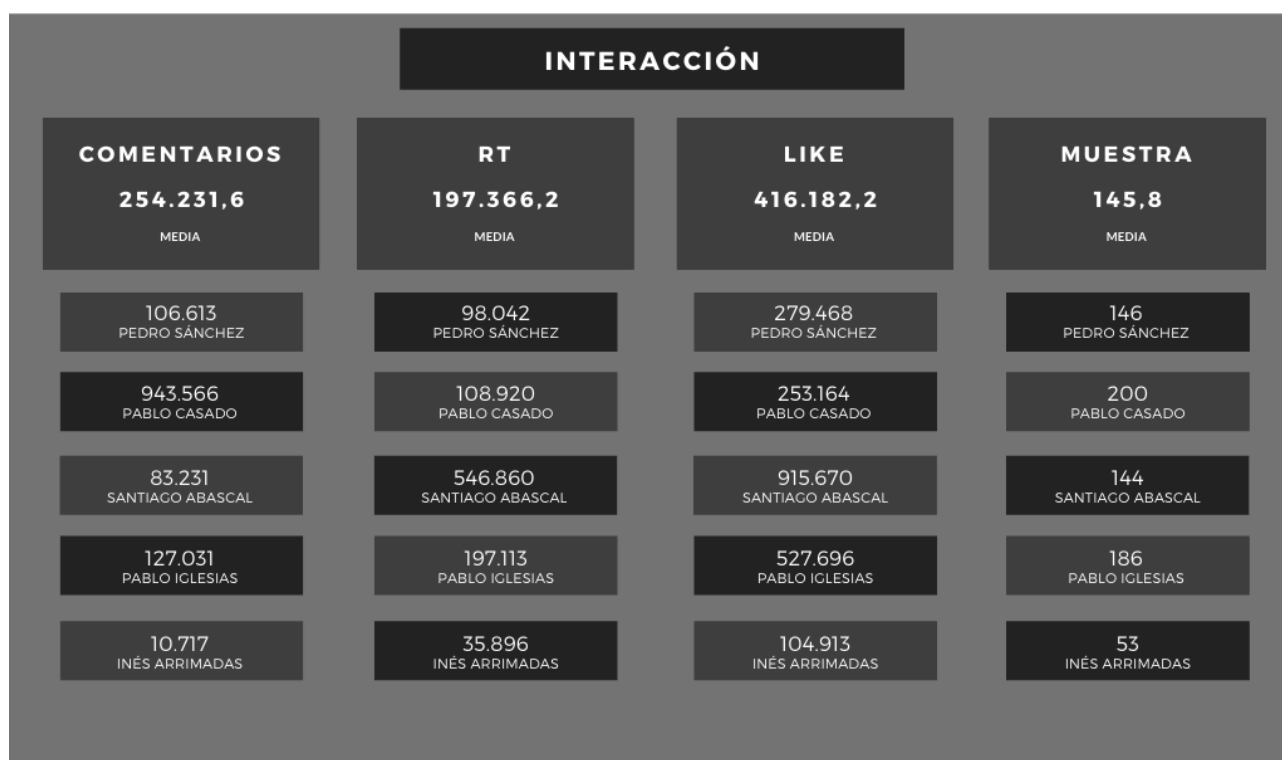 INTERACCIÓN
COMENTARIOS
254.231,6
MEDIA
106.613
PEDRO SÁNCHEZ
943.566
PABLO CASADO
83.231
SANTIAGO ABASCAL
127.031
PABLO IGLESIAS
10.717
INÉS ARRIMADAS
RT
197.366,2
MEDIA
98.042
PEDRO SÁNCHEZ
108.920
PABLO CASADO
546.860
SANTIAGO ABASCAL
197.113
PABLO IGLESIAS
35.896
INÉS ARRIMADAS
LIKE
416.182,2
MEDIA
279.468
PEDRO SÁNCHEZ
253.164
PABLO CASADO
915.670
SANTIAGO ABASCAL
527.696
PABLO IGLESIAS
104.913
INÉS ARRIMADAS
MUESTRA
145,8
MEDIA
146
PEDRO SÁNCHEZ
200
PABLO CASADO
144
SANTIAGO ABASCAL
186
PABLO IGLESIAS
53
INÉS ARRIMADAS